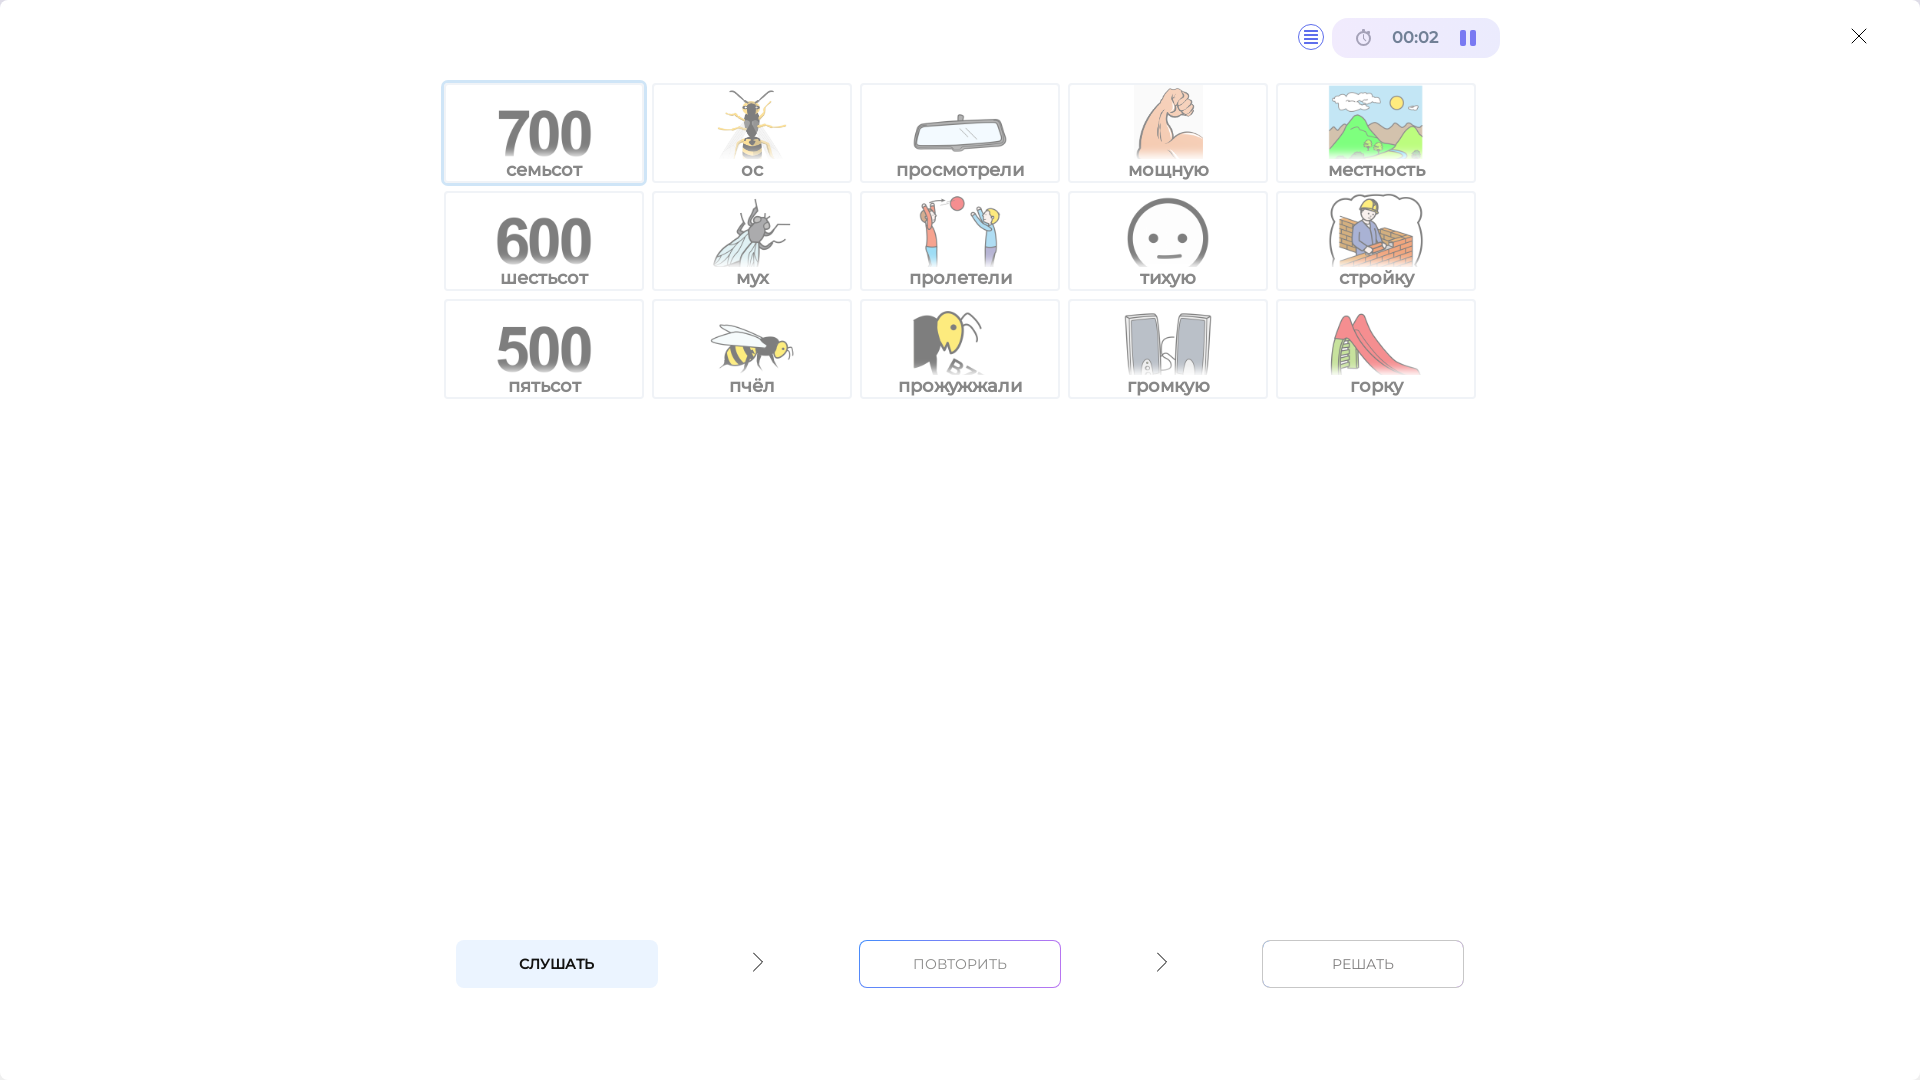 00:02
700
семьсот
ос
просмотрели
мощную
местность
600
шестьсот
мух
пролетели
тихую
стройку
500
пятьсот
пчёл
прожужжали
громкую
горку
СЛУШАТЬ
ПОВТОРИТЬ
РЕШАТЬ